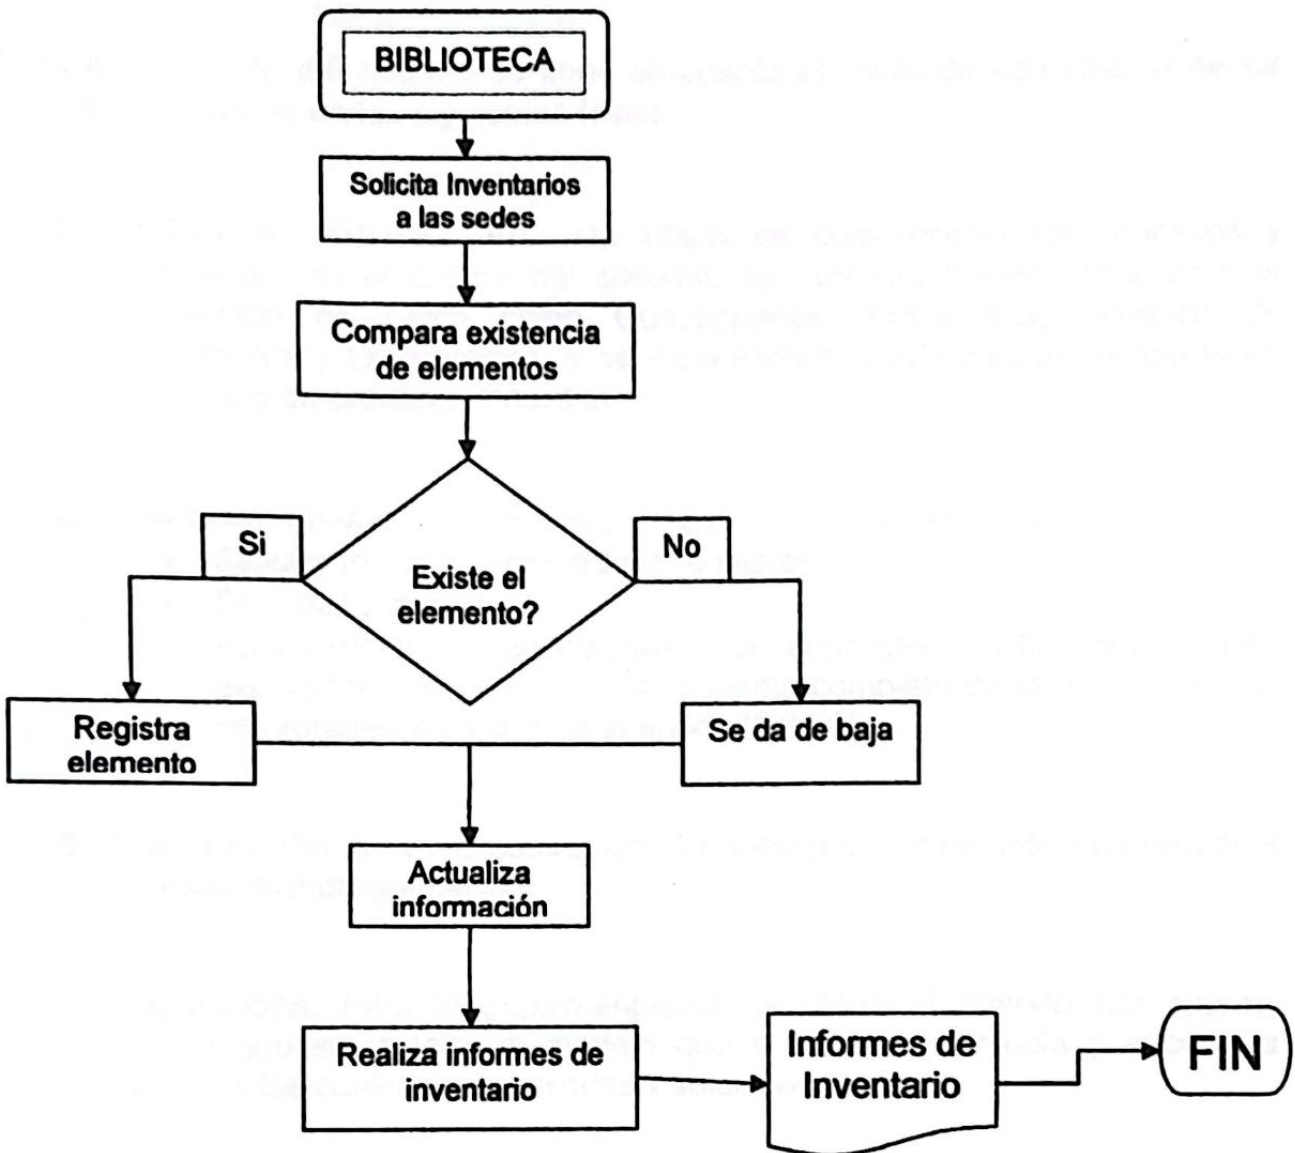 BIBLIOTECA
Solicita Inventarios
a las sedes
Compara existencia
de elementos
Si
No
Existe el
elemento?
Registra
elemento
Se da de baja
Actualiza
información
Realiza informes de
inventario
Informes de
Inventario
FIN